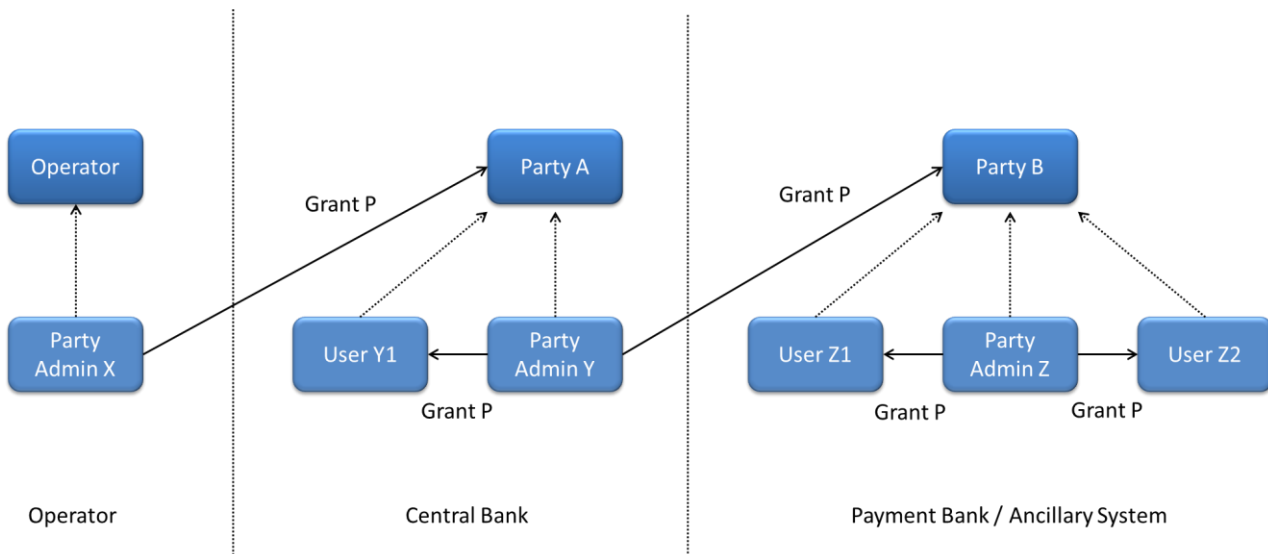 Operator
Party A
Party B
Grant P
Grant P
Party
Admin X
User Y1
Party
Admin Y
User Z1
Party
Admin Z
User Z2
Grant P
Grant P
Grant P
Operator
Central Bank
Payment Bank / Ancillary System